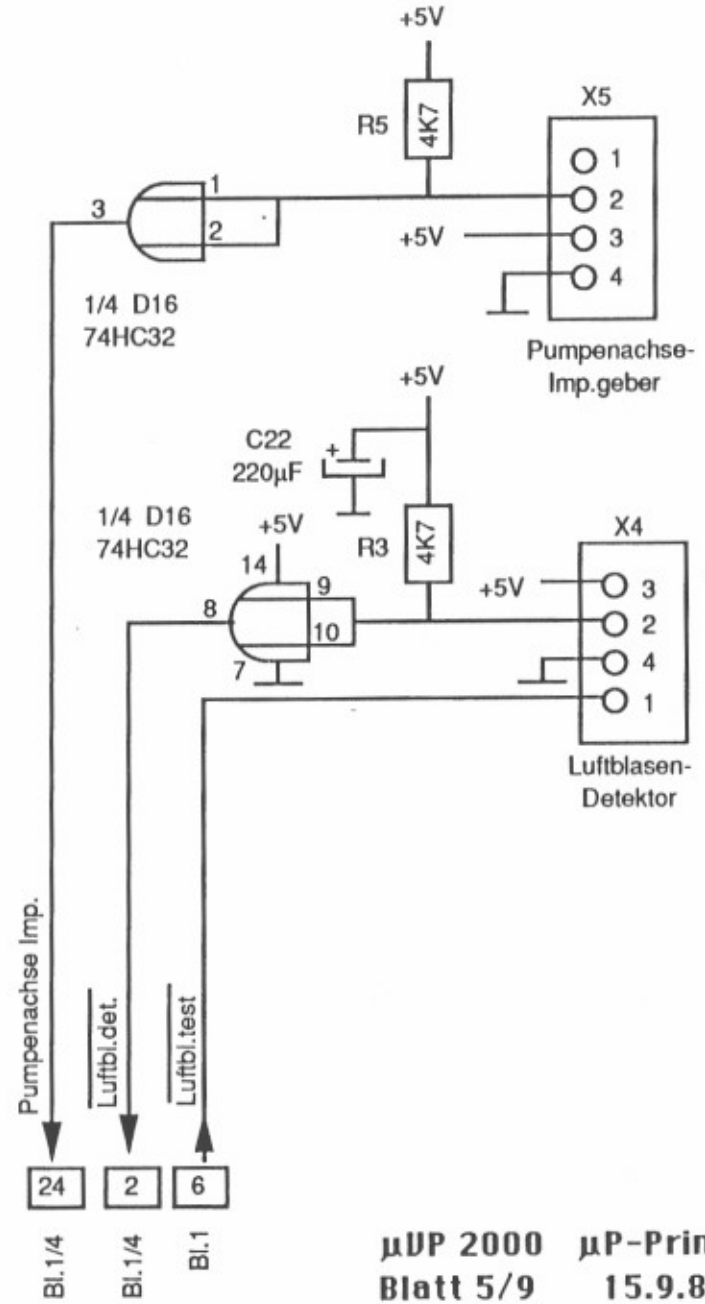 +5V
R5
4K7
X5
1
2
3
4
+5V
Pumpenachse-
Imp.geber
1
2
3
1/4 D16
74HC32
+5V
C22
220µF
+
R3
4K7
1/4 D16
74HC32
+5V
14
9
8
10
7
X4
+5V
3
2
4
1
Luftblasen-
Detektor
Pumpenachse Imp.
Luftbl.det.
Luftbl.test
24
2
6
Bl.1/4
Bl.1/4
Bl.1
µVP 2000
Blatt 5/9